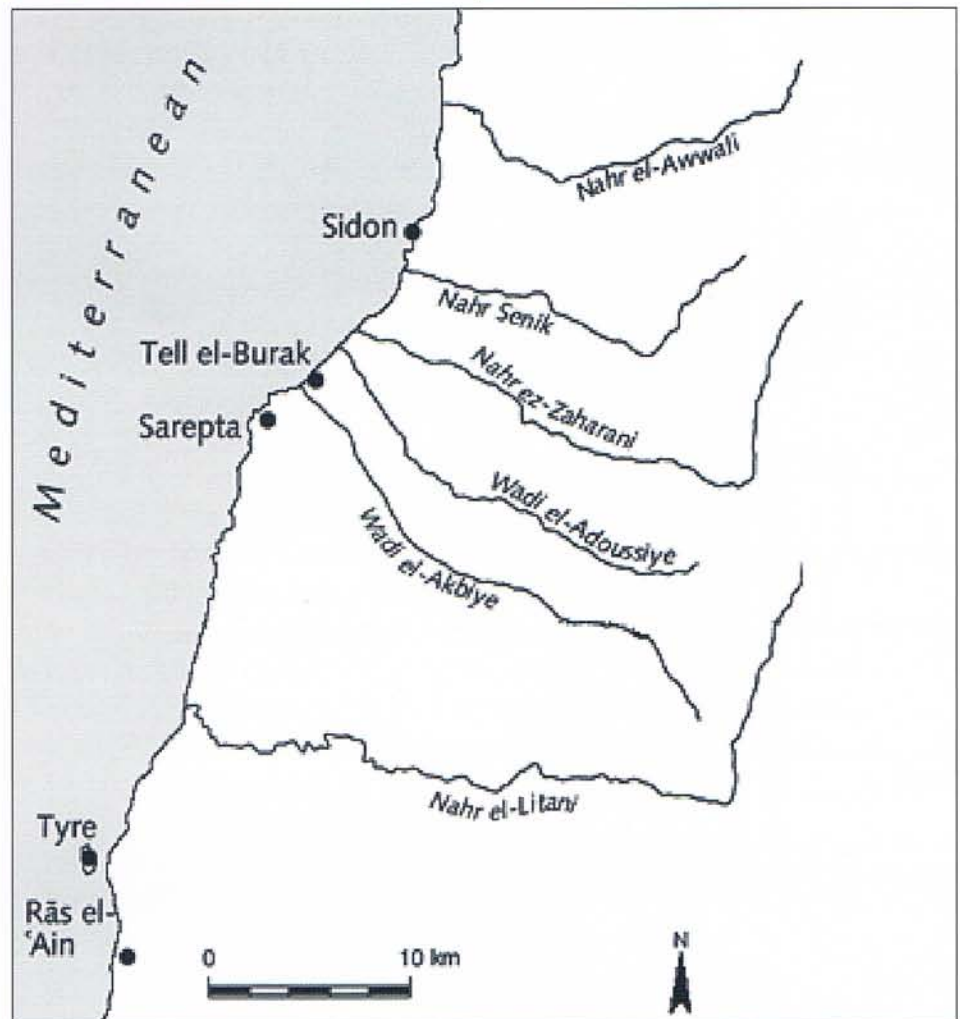 Mediterranean
Nahr el-Awwali
Sidon
Nahr Senik
Tell el-Burak
Nahr ez-Zaharani
Sarepta
Wadi el-Adoussiye
Wadi el-Akbiye
Nahr el-Litani
Tyre
Rās el-
ʿAin
0 10 km
N